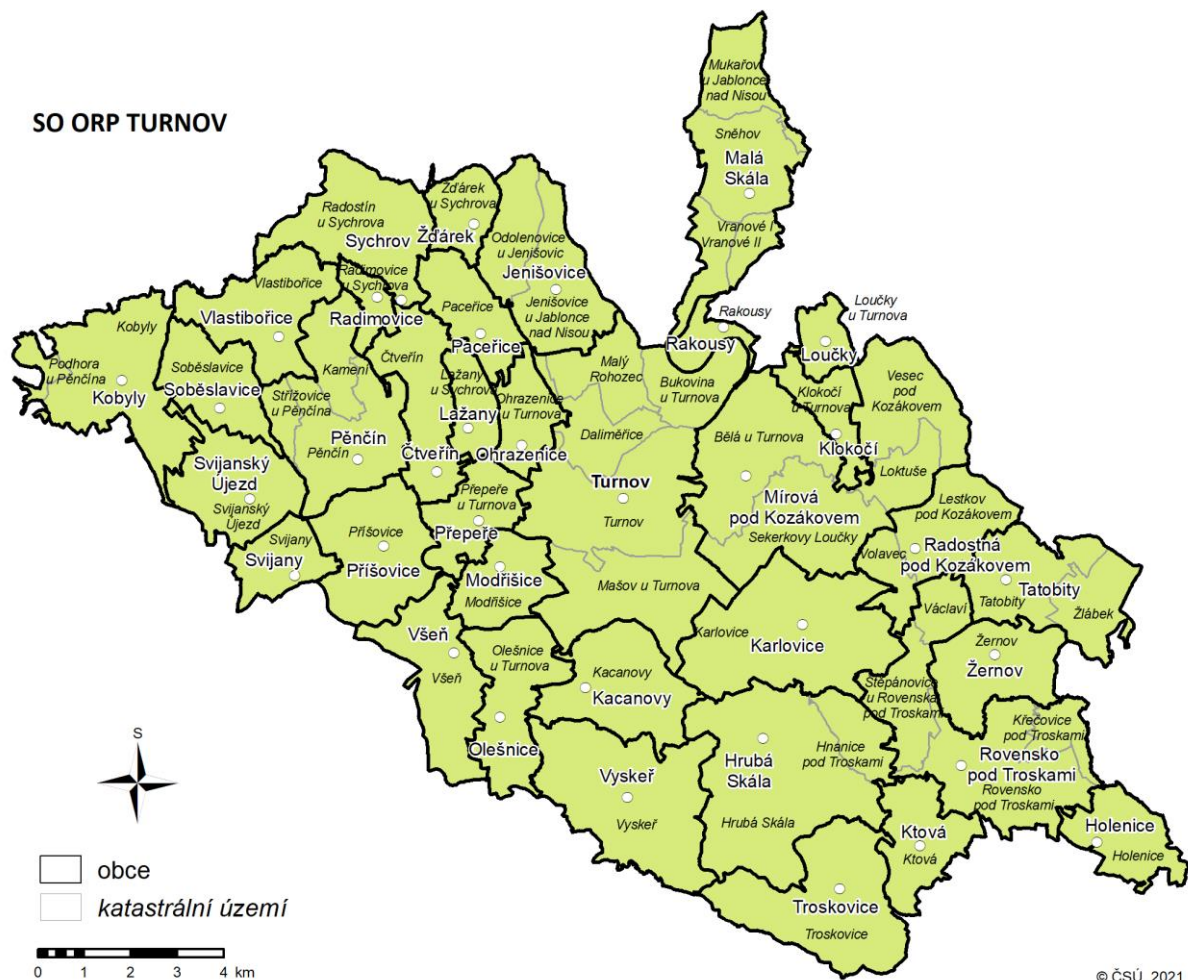 SO ORP TURNOV
Mukařov
u Jablonce
nad Nisou
Sněhov
Malá
Skála
Vranové I
Vranové II
Žďárek
u Sychrova
Žďárek
Radostín
u Sychrova
Sychrov
Odolenovice
u Jenišovic
Jenišovice
Jenišovice
u Jablonce
nad Nisou
Radimovice
u Sychrova
Radimovice
Vlastibořice
Vlastibořice
Paceřice
Paceřice
Rakousy
Rakousy
Loučky
u Turnova
Loučky
Kobyly
Podhora
u Pěnčína
Kobyly
Soběslavice
Soběslavice
Kamení
Čtveřín
Čtveřín
Lažany
u Sychrova
Lažany
Ohrazenice
u Turnova
Ohrazenice
Malý
Rohozec
Bukovina
u Turnova
Daliměřice
Turnov
Turnov
Klokočí
u Turnova
Klokočí
Vesec
pod
Kozákovem
Loktuše
Střížovice
u Pěnčína
Pěnčín
Pěnčín
Svijanský
Újezd
Svijanský
Újezd
Svijany
Svijany
Příšovice
Příšovice
Přepeře
u Turnova
Přepeře
Modřišice
Modřišice
Mašov u Turnova
Bělá u Turnova
Mírová
pod Kozákovem
Sekerkovy Loučky
Lestkov
pod Kozákovem
Volavec
Radostná
pod Kozákovem
Tatobity
Tatobity
Žlábek
Václaví
Žernov
Žernov
Karlovice
Karlovice
Všeň
Všeň
Olešnice
u Turnova
Olešnice
Kacanovy
Kacanovy
Štěpánovice
u Rovenska
pod Troskami
Křečovice
pod Troskami
Rovensko
pod Troskami
Rovensko
pod Troskami
Hrubá
Skála
Hnanice
pod Troskami
Hrubá Skála
Vyskeř
Vyskeř
Ktová
Ktová
Holenice
Holenice
Troskovice
Troskovice
S
obce
katastrální území
0 1 2 3 4 km
© ČSÚ, 2021